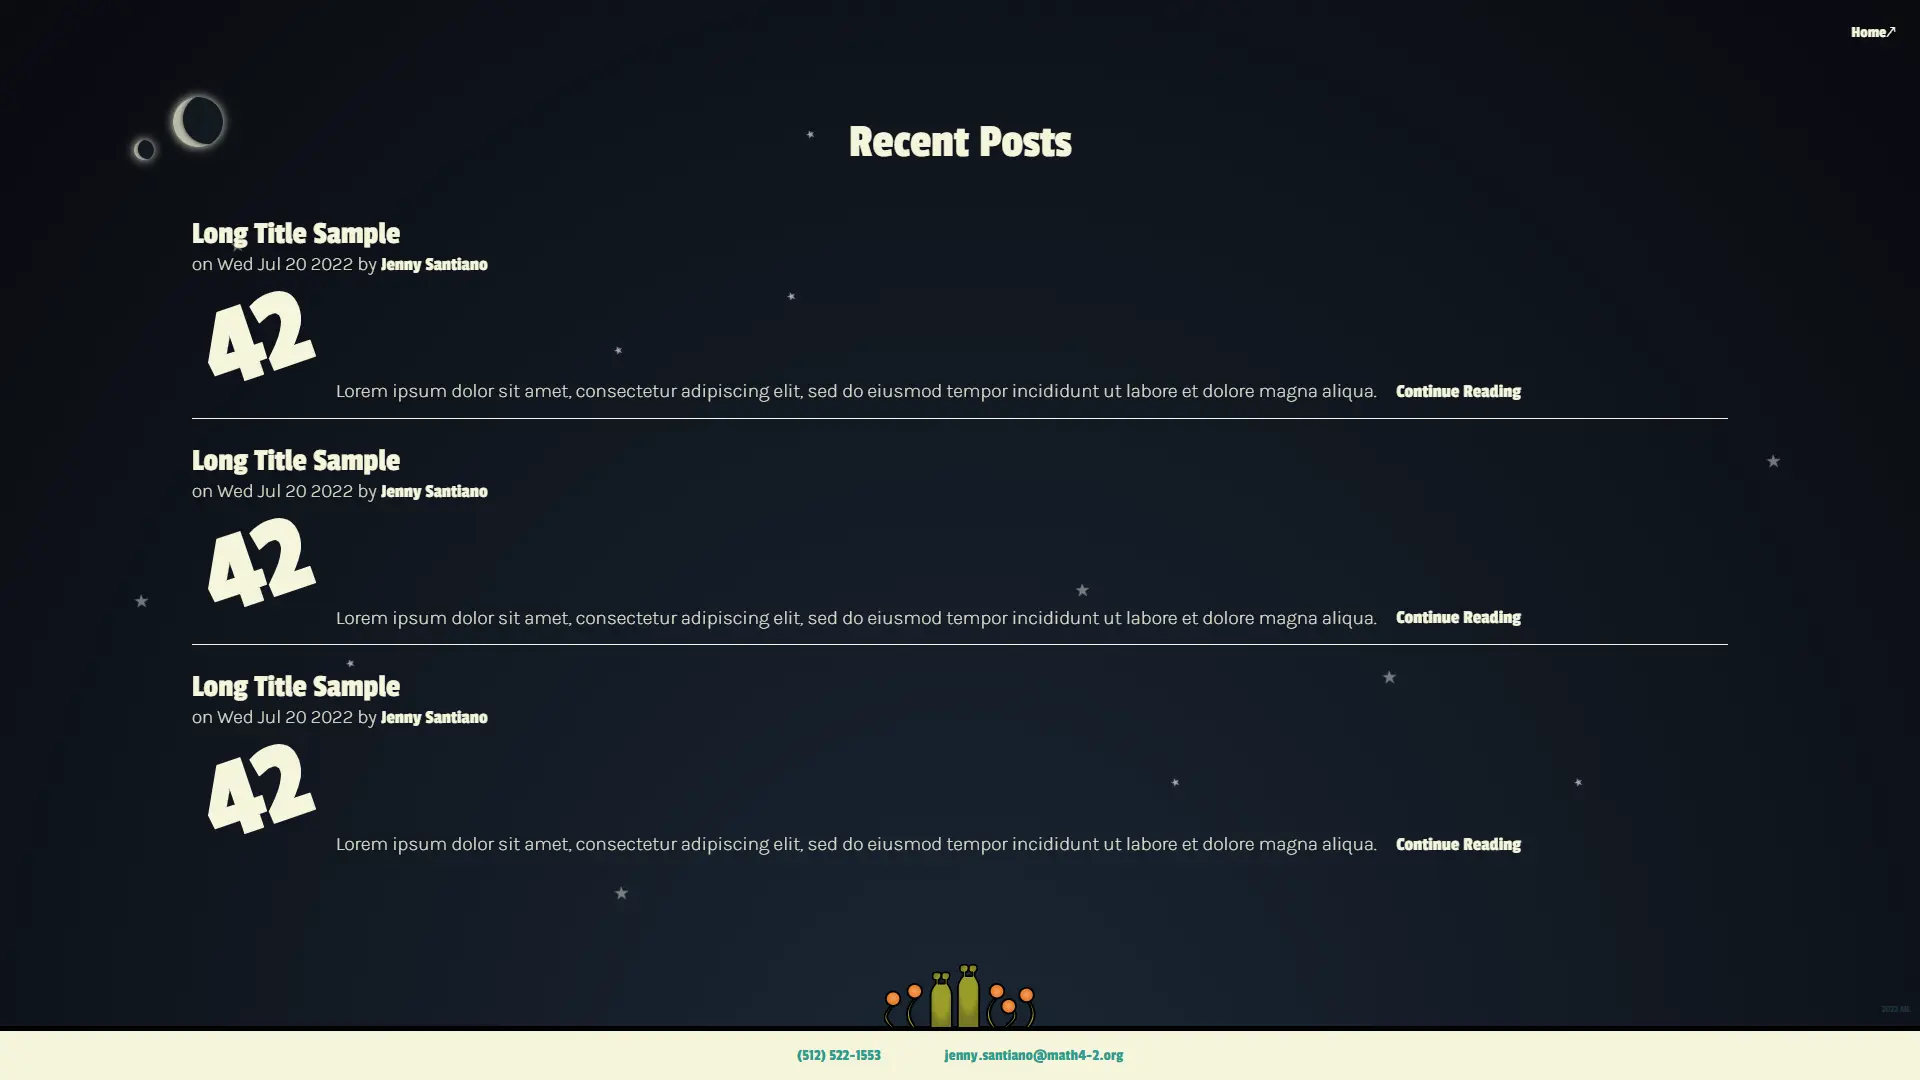 Home↗
Recent Posts
Long Title Sample
on Wed Jul 20 2022 by Jenny Santiano
42
Lorem ipsum dolor sit amet, consectetur adipiscing elit, sed do eiusmod tempor incididunt ut labore et dolore magna aliqua. Continue Reading
Long Title Sample
on Wed Jul 20 2022 by Jenny Santiano
42
Lorem ipsum dolor sit amet, consectetur adipiscing elit, sed do eiusmod tempor incididunt ut labore et dolore magna aliqua. Continue Reading
Long Title Sample
on Wed Jul 20 2022 by Jenny Santiano
42
Lorem ipsum dolor sit amet, consectetur adipiscing elit, sed do eiusmod tempor incididunt ut labore et dolore magna aliqua. Continue Reading
(512) 522-1553 jenny.santiano@math4-2.org